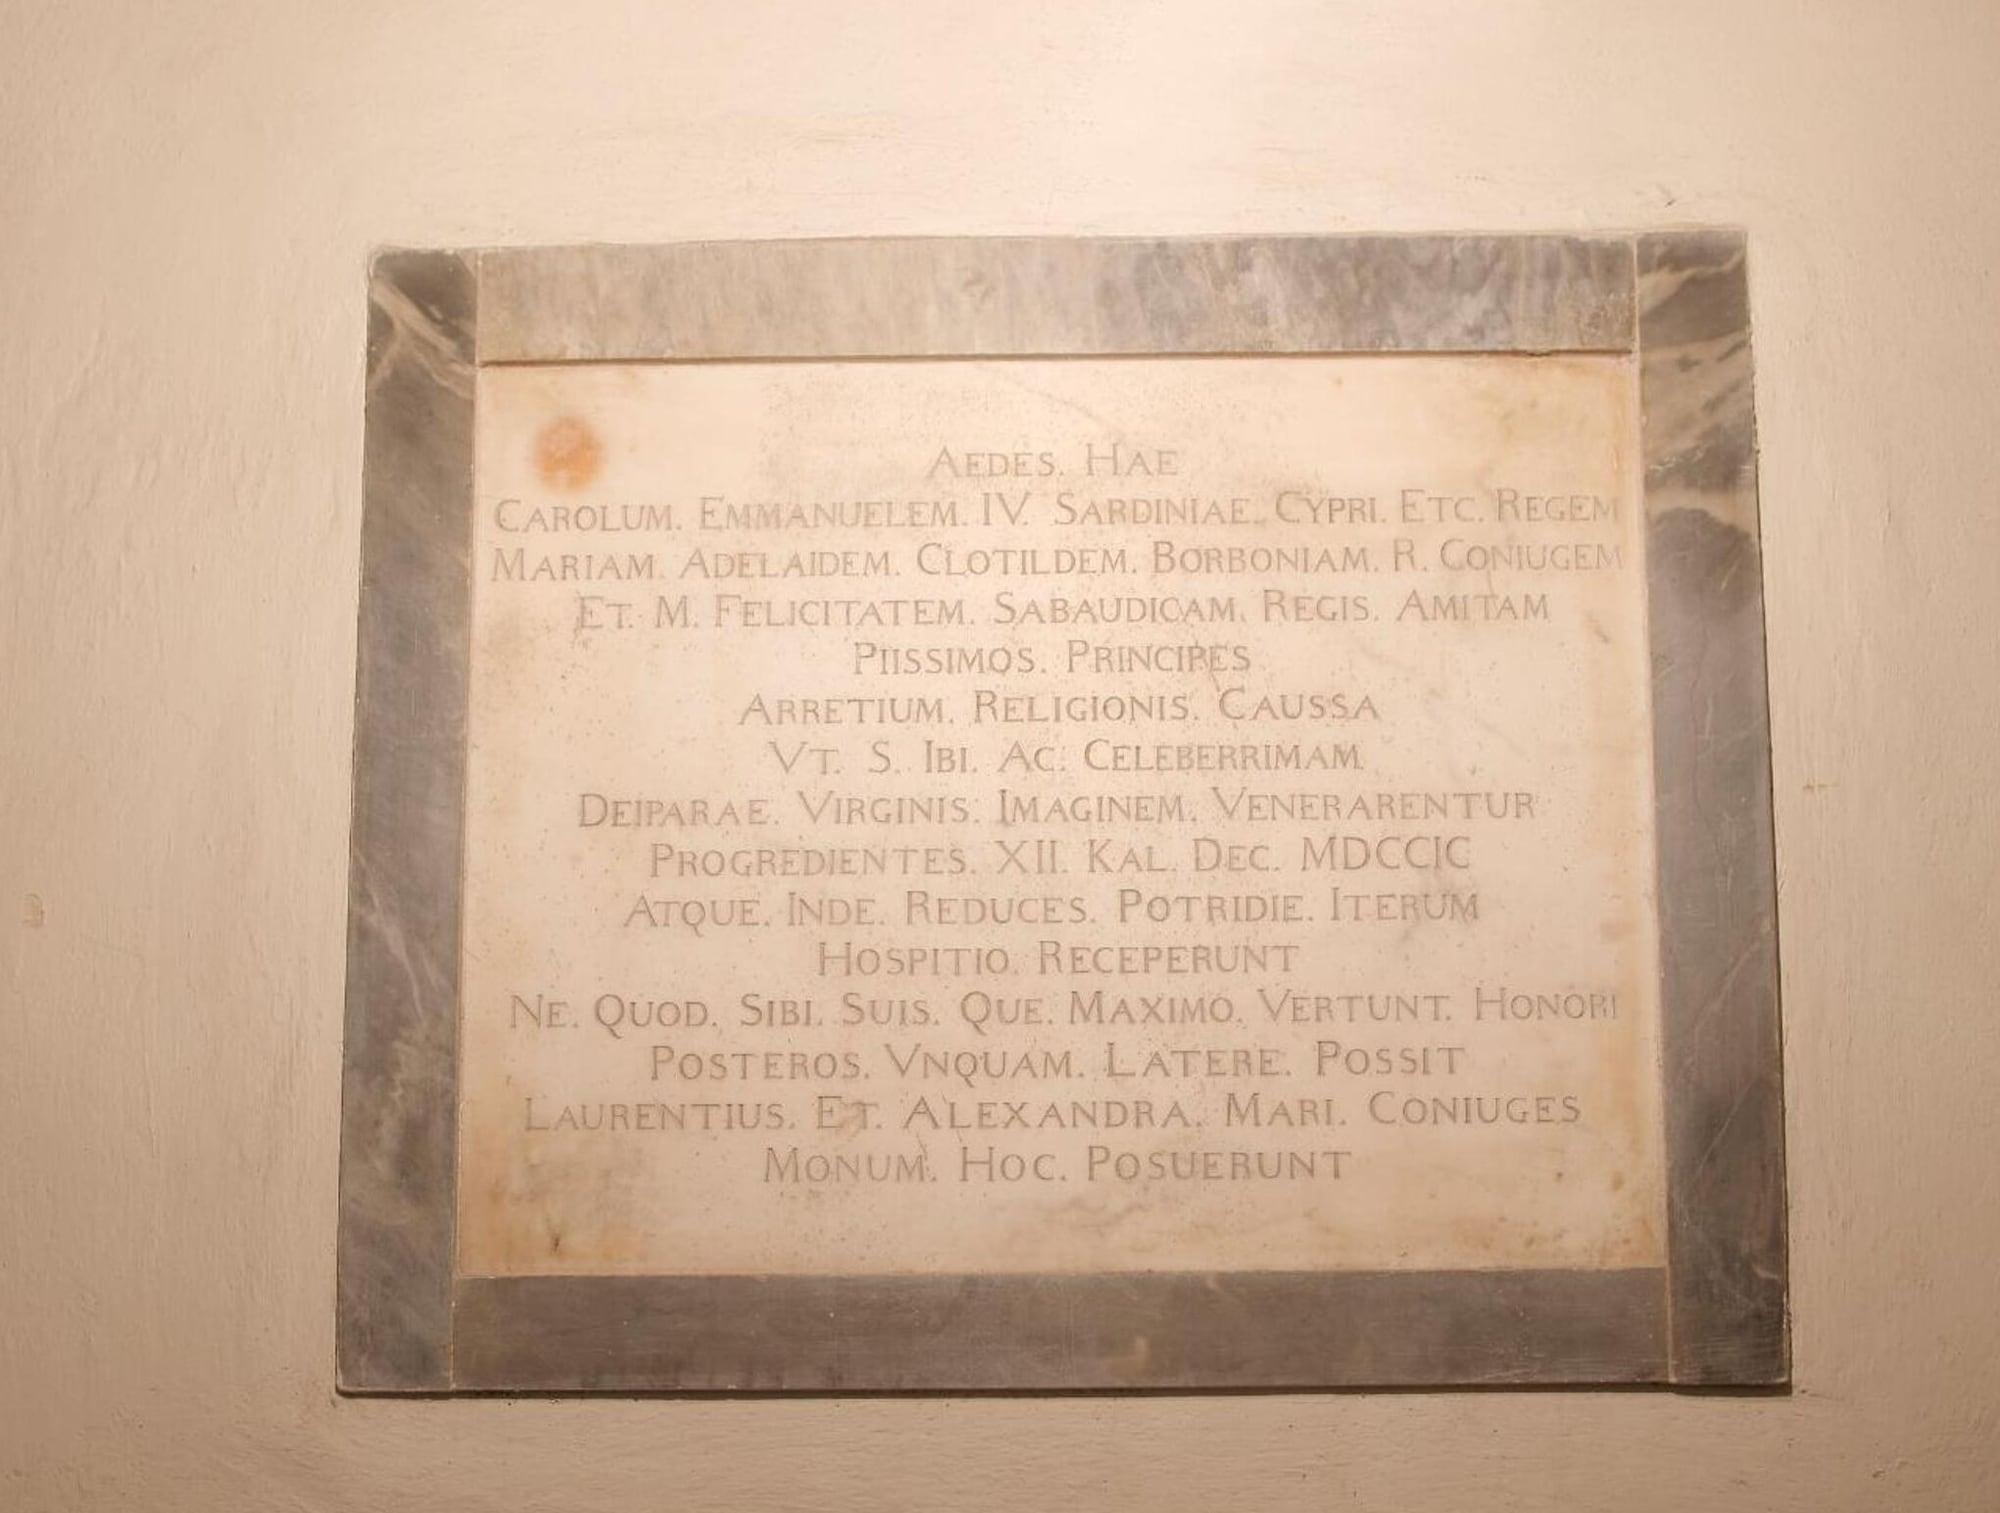 AEDES. HAE
CAROLUM. EMMANUELEM. IV. SARDINIAE. CYPRI. ETC. REGEM
MARIAM. ADELAIDEM. CLOTILDEM. BORBONIAM. R. CONIUGEM
ET. M. FELICITATEM. SABAUDICAM. REGIS. AMITAM
PIISSIMOS. PRINCIPES
ARRETIUM. RELIGIONIS. CAUSSA
VT. S. IBI. AC. CELEBERRIMAM
DEIPARAE. VIRGINIS. IMAGINEM. VENERARENTUR
PROGREDIENTES. XII. KAL. DEC. MDCCIC
ATQUE. INDE. REDUCES. POTRIDIE. ITERUM
HOSPITIO. RECEPERUNT
NE. QUOD. SIBI. SUIS. QUE. MAXIMO. VERTUNT. HONORI
POSTEROS. VNQUAM. LATERE. POSSIT
LAURENTIUS. ET. ALEXANDRA. MARI. CONIUGES
MONUM. HOC. POSUERUNT